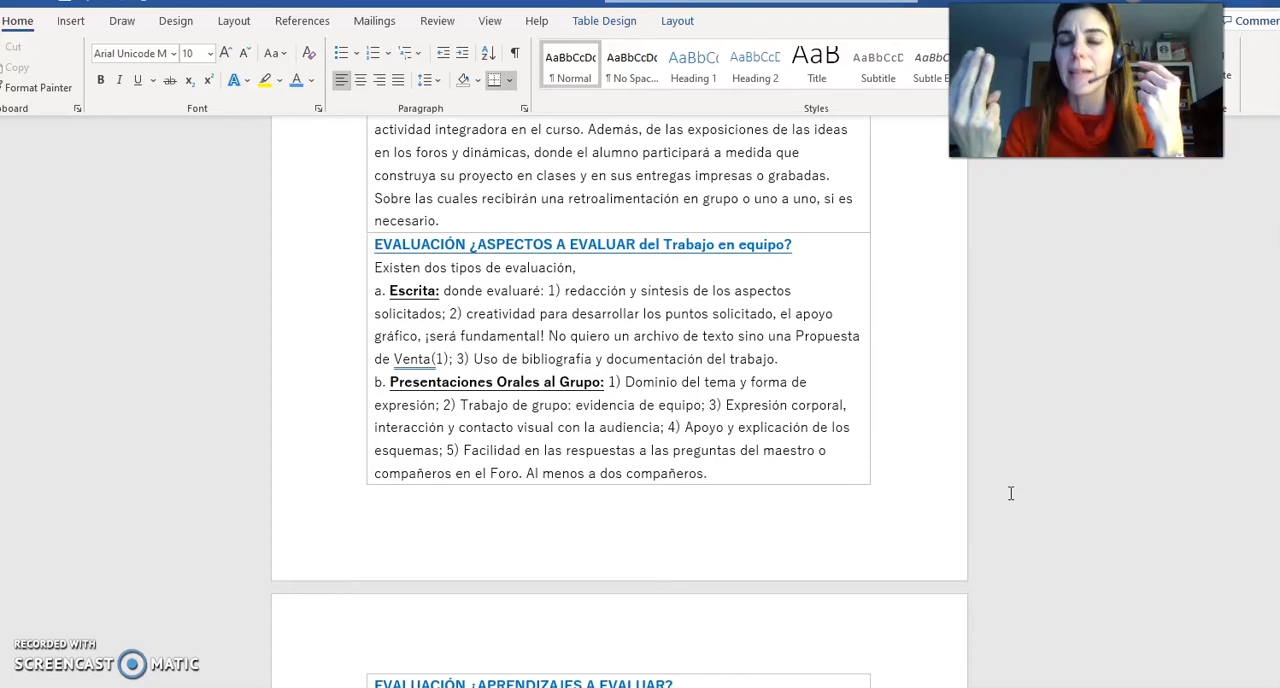 Home Insert Draw Design Layout References Mailings Review View Help Table Design Layout
Cut
Copy
Format Painter
Arial Unicode M 10
AaBbCcDc AaBbCcDc AaBbC AaBbCcC AaB AaBbCcD
¶ Normal ¶ No Spac... Heading 1 Heading 2 Title Subtitle Subtle E
Font Paragraph Styles
actividad integradora en el curso. Además, de las exposiciones de las ideas
en los foros y dinámicas, donde el alumno participará a medida que
construya su proyecto en clases y en sus entregas impresas o grabadas.
Sobre las cuales recibirán una retroalimentación en grupo o uno a uno, si es
necesario.
EVALUACIÓN ¿ASPECTOS A EVALUAR del Trabajo en equipo?
Existen dos tipos de evaluación,
a. Escrita: donde evaluaré: 1) redacción y síntesis de los aspectos
solicitados; 2) creatividad para desarrollar los puntos solicitado, el apoyo
gráfico, ¡será fundamental! No quiero un archivo de texto sino una Propuesta
de Venta(1); 3) Uso de bibliografía y documentación del trabajo.
b. Presentaciones Orales al Grupo: 1) Dominio del tema y forma de
expresión; 2) Trabajo de grupo: evidencia de equipo; 3) Expresión corporal,
interacción y contacto visual con la audiencia; 4) Apoyo y explicación de los
esquemas; 5) Facilidad en las respuestas a las preguntas del maestro o
compañeros en el Foro. Al menos a dos compañeros.
EVALUACIÓN ¿APRENDIZAJES A EVALUAR?
RECORDED WITH
SCREENCAST MATIC